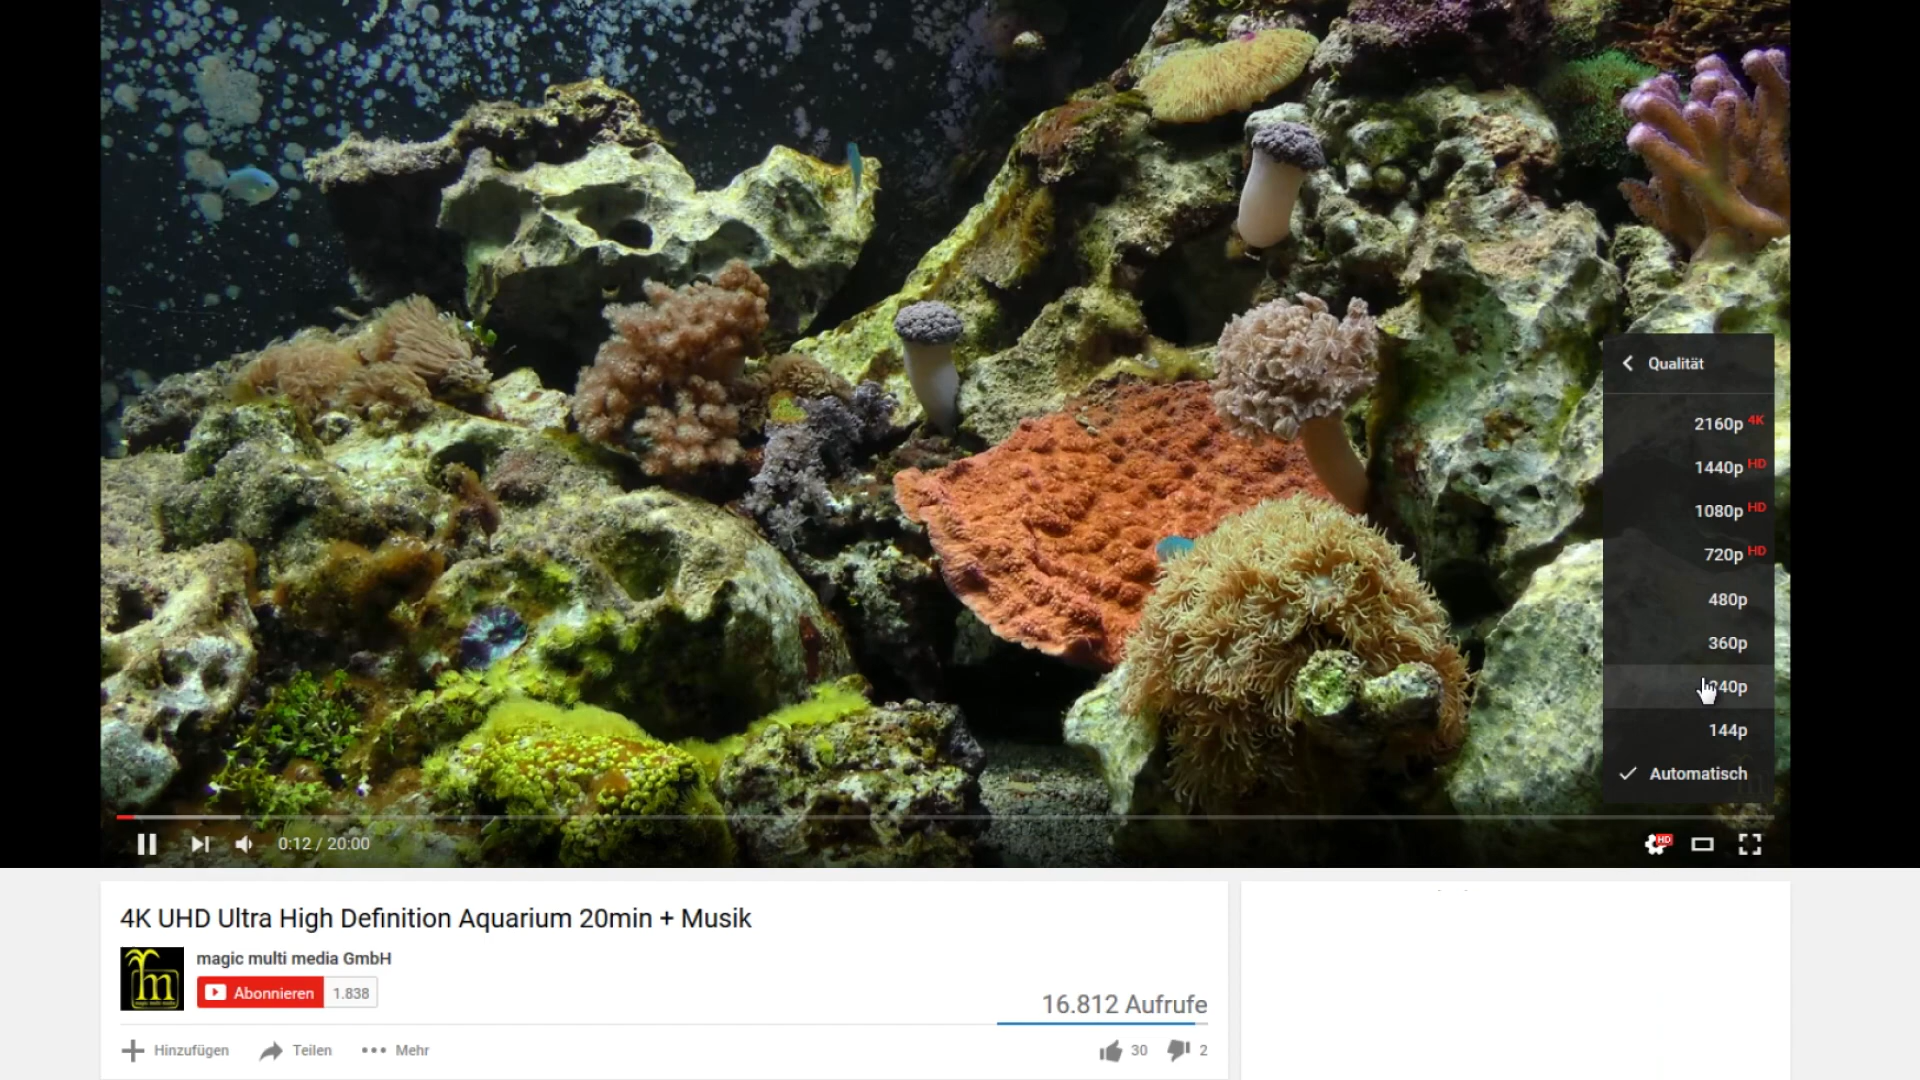 Qualität
2160p 4K
1440p HD
1080p HD
720p HD
480p
360p
40p
144p
Automatisch
0:12 / 20:00
HD
4K UHD Ultra High Definition Aquarium 20min + Musik
m
magic multi media GmbH
Abonnieren 1.838
16.812 Aufrufe
Hinzufügen Teilen Mehr 30 2